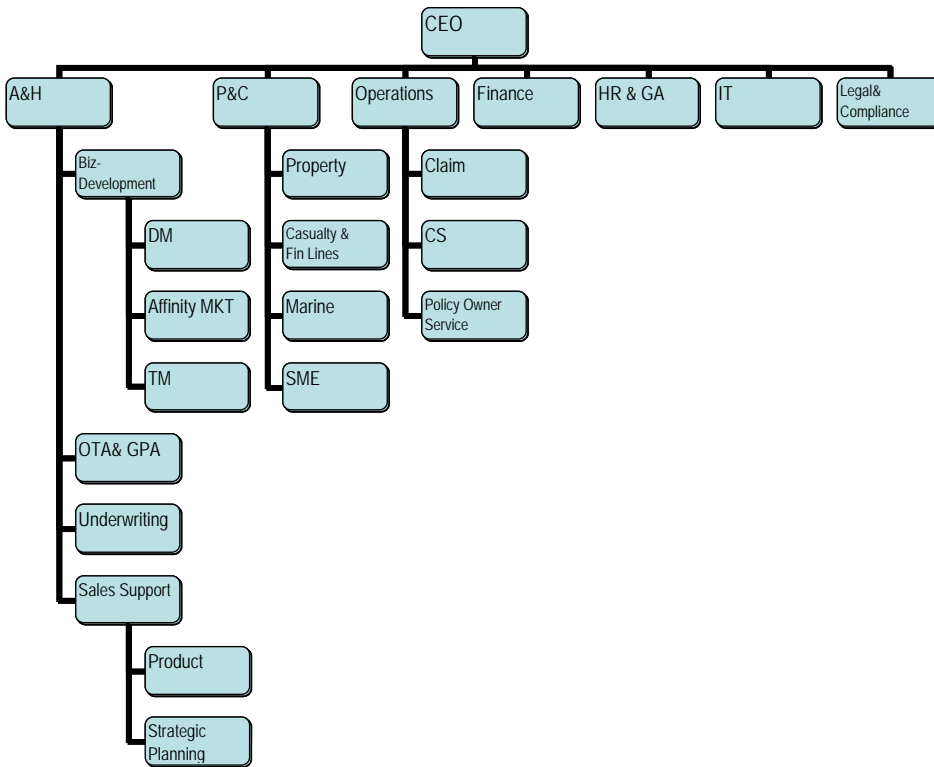 CEO
A&H
P&C
Operations
Finance
HR & GA
IT
Legal&
Compliance
Biz-
Development
Property
Claim
DM
Casualty &
Fin Lines
CS
Affinity MKT
Marine
Policy Owner
Service
TM
SME
OTA& GPA
Underwriting
Sales Support
Product
Strategic
Planning